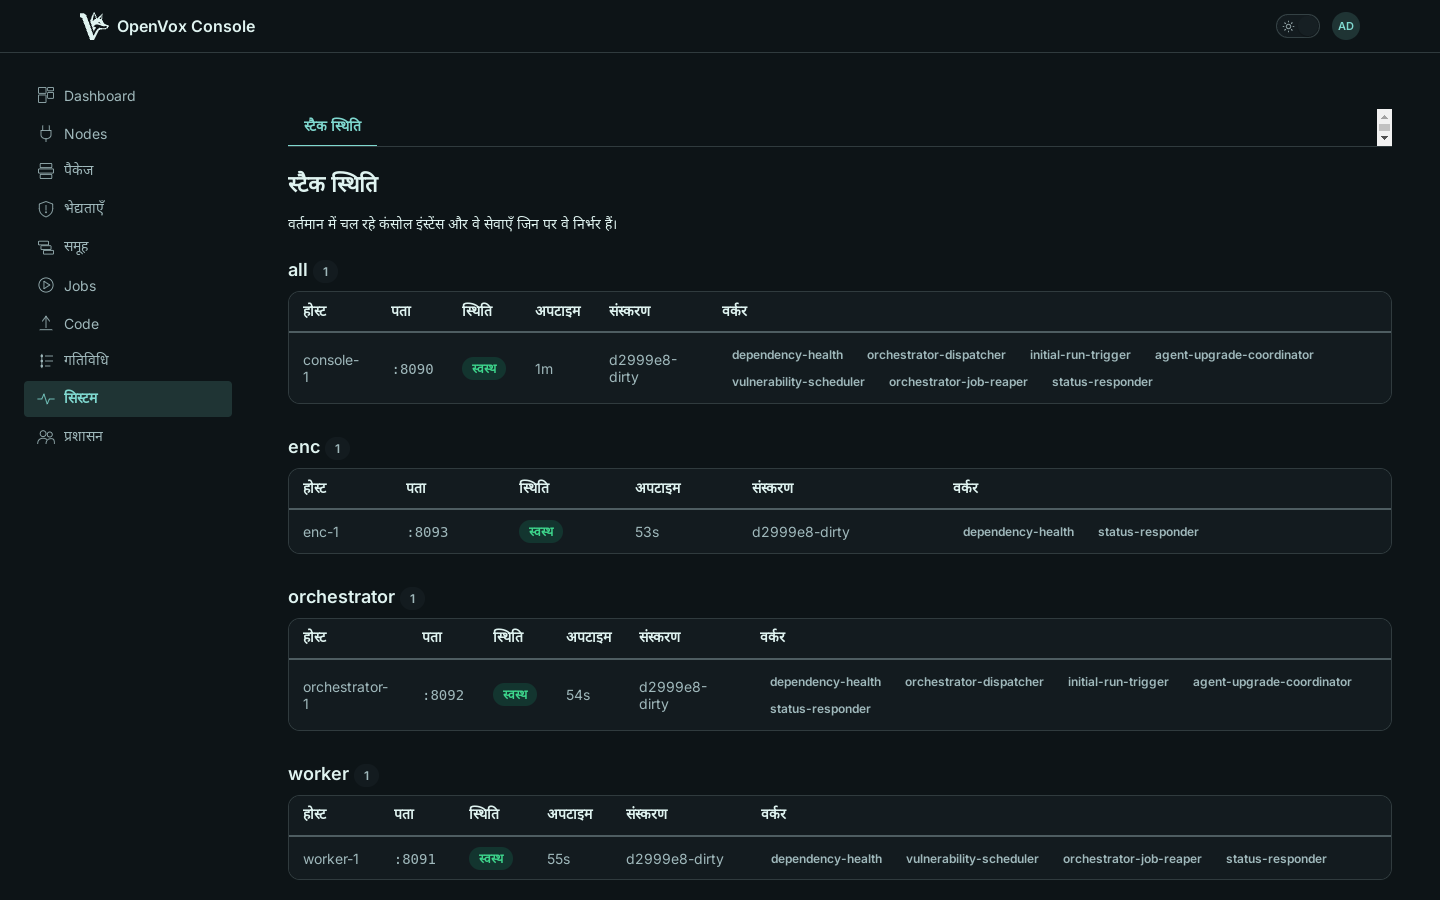 OpenVox Console
AD
Dashboard
Nodes
पैकेज
भेद्यताएँ
समूह
Jobs
Code
गतिविधि
सिस्टम
प्रशासन
स्टैक स्थिति
स्टैक स्थिति
वर्तमान में चल रहे कंसोल इंस्टेंस और वे सेवाएँ जिन पर वे निर्भर हैं।
all 1
होस्ट पता स्थिति अपटाइम संस्करण वर्कर
console-1 :8090 स्वस्थ 1m d2999e8-dirty dependency-health orchestrator-dispatcher initial-run-trigger agent-upgrade-coordinator
vulnerability-scheduler orchestrator-job-reaper status-responder
enc 1
होस्ट पता स्थिति अपटाइम संस्करण वर्कर
enc-1 :8093 स्वस्थ 53s d2999e8-dirty dependency-health status-responder
orchestrator 1
होस्ट पता स्थिति अपटाइम संस्करण वर्कर
orchestrator-1 :8092 स्वस्थ 54s d2999e8-dirty dependency-health orchestrator-dispatcher initial-run-trigger agent-upgrade-coordinator
status-responder
worker 1
होस्ट पता स्थिति अपटाइम संस्करण वर्कर
worker-1 :8091 स्वस्थ 55s d2999e8-dirty dependency-health vulnerability-scheduler orchestrator-job-reaper status-responder